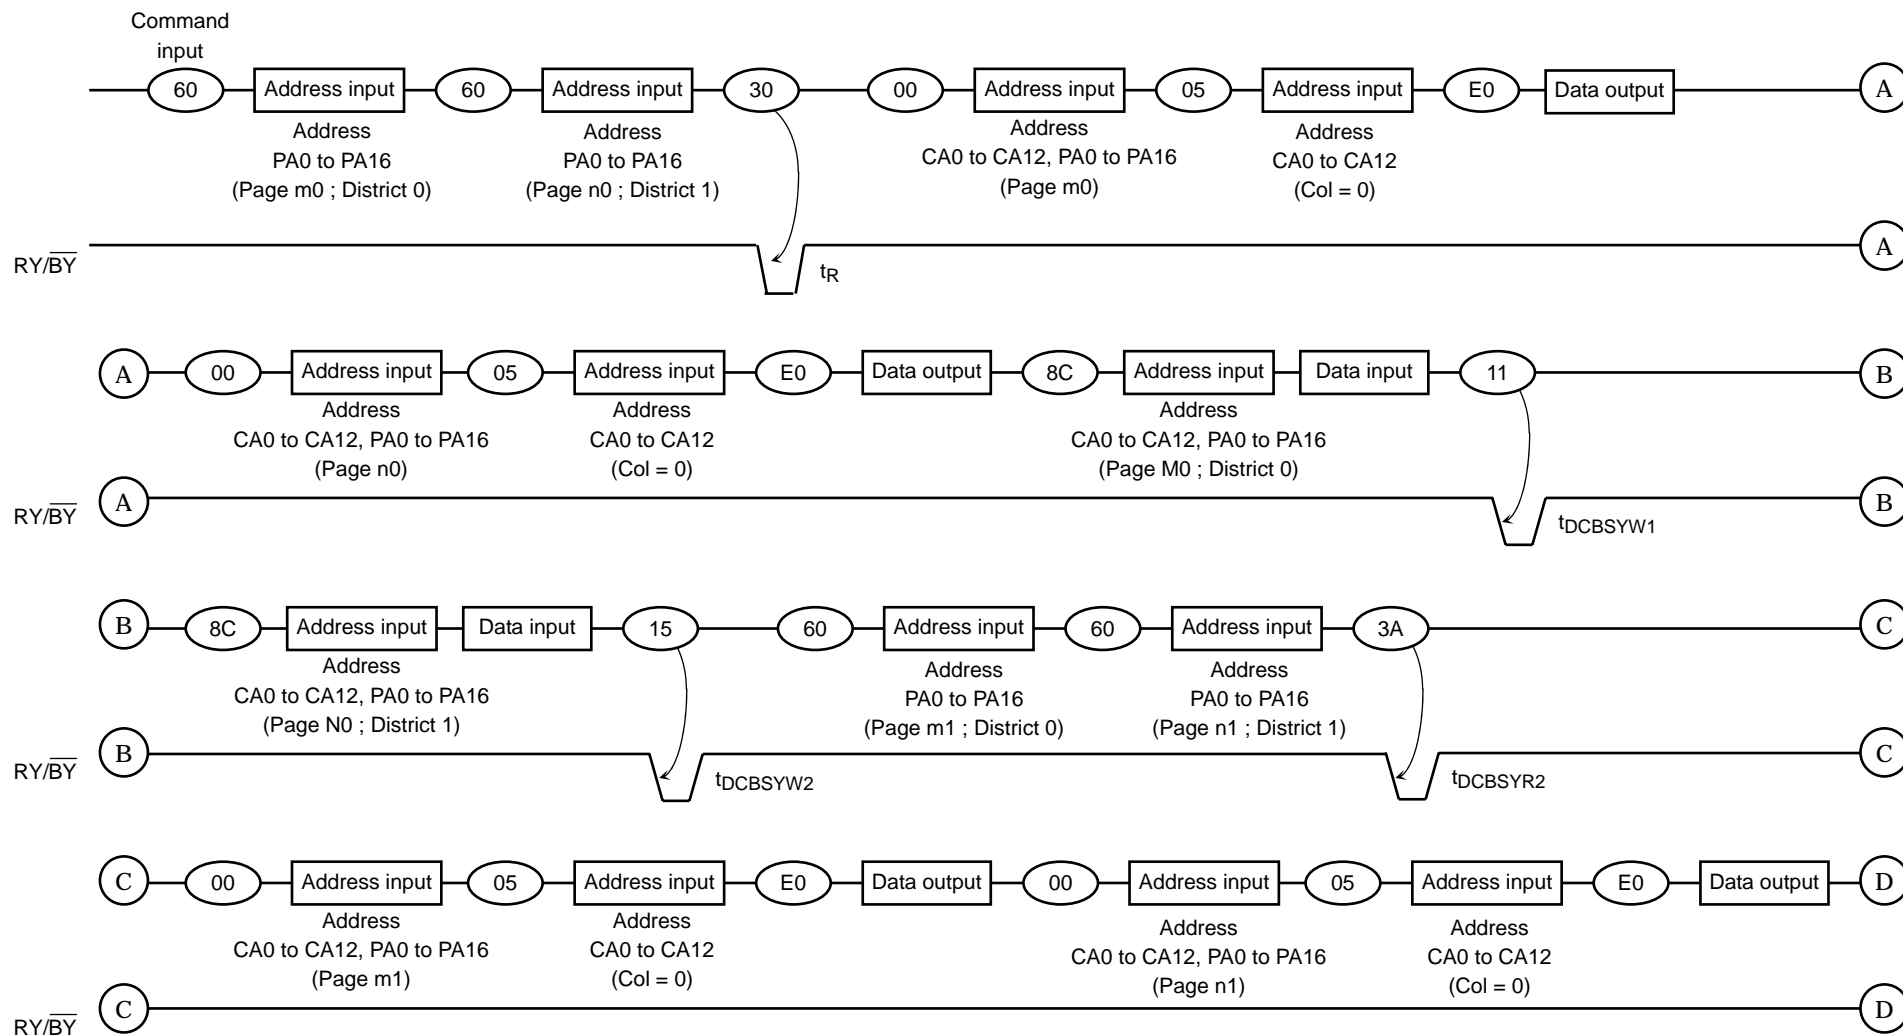 Command
input
60 Address input 60 Address input 30 00 Address input 05 Address input E0 Data output A
Address
PA0 to PA16
(Page m0 ; District 0)
Address
PA0 to PA16
(Page n0 ; District 1)
Address
CA0 to CA12, PA0 to PA16
(Page m0)
Address
CA0 to CA12
(Col = 0)
RY/BY tR A
A 00 Address input 05 Address input E0 Data output 8C Address input Data input 11 B
Address
CA0 to CA12, PA0 to PA16
(Page n0)
Address
CA0 to CA12
(Col = 0)
Address
CA0 to CA12, PA0 to PA16
(Page M0 ; District 0)
RY/BY A tDCBSYW1 B
B 8C Address input Data input 15 60 Address input 60 Address input 3A C
Address
CA0 to CA12, PA0 to PA16
(Page N0 ; District 1)
Address
PA0 to PA16
(Page m1 ; District 0)
Address
PA0 to PA16
(Page n1 ; District 1)
RY/BY B tDCBSYW2 tDCBSYR2 C
C 00 Address input 05 Address input E0 Data output 00 Address input 05 Address input E0 Data output D
Address
CA0 to CA12, PA0 to PA16
(Page m1)
Address
CA0 to CA12
(Col = 0)
Address
CA0 to CA12, PA0 to PA16
(Page n1)
Address
CA0 to CA12
(Col = 0)
RY/BY C D